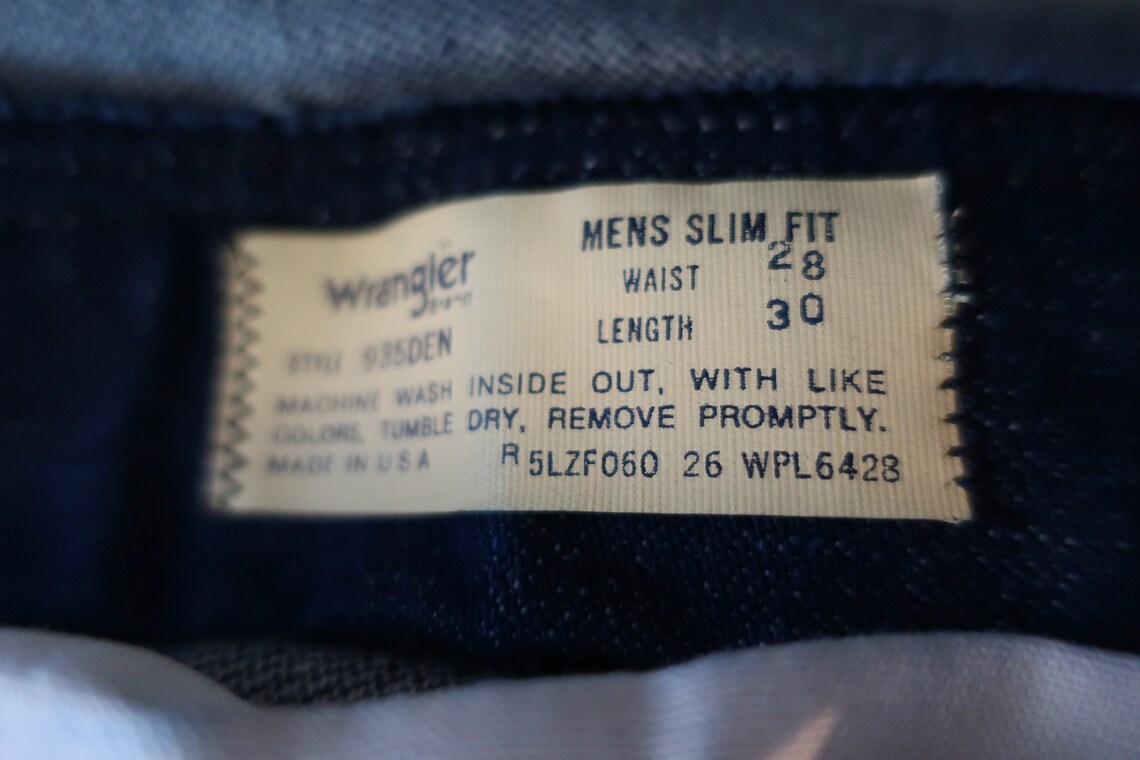 Wrangler
STYLE 935DEN
MENS SLIM FIT
WAIST 28
LENGTH 30
MACHINE WASH INSIDE OUT, WITH LIKE
COLORS, TUMBLE DRY, REMOVE PROMPTLY.
MADE IN USA R 5LZF060 26 WPL6428